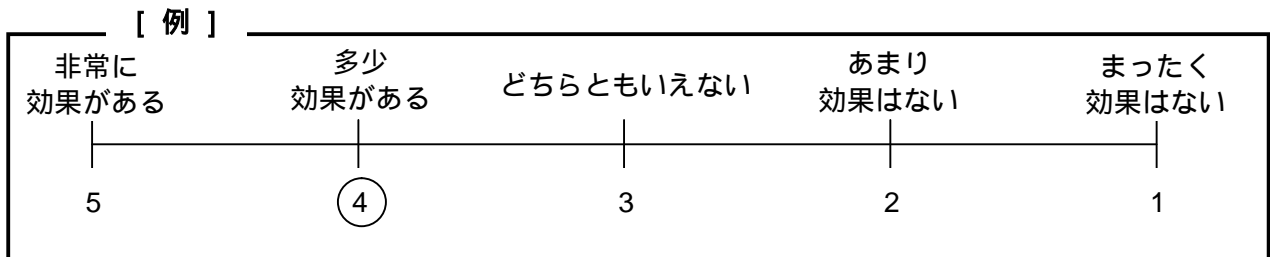 [ 例 ]
非常に
効果がある
多少
効果がある
どちらともいえない
あまり
効果はない
まったく
効果はない
5 4 3 2 1